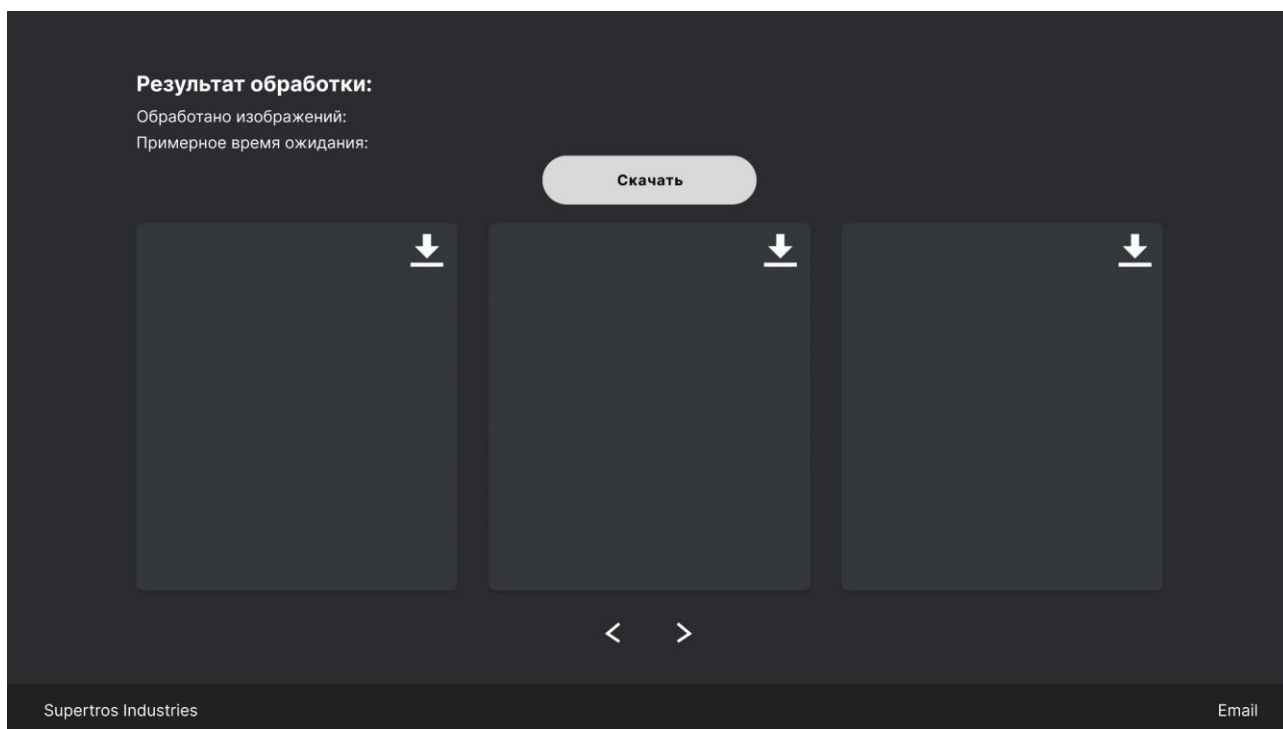 Результат обработки:
Обработано изображений:
Примерное время ожидания:
Скачать
Supertros Industries
Email